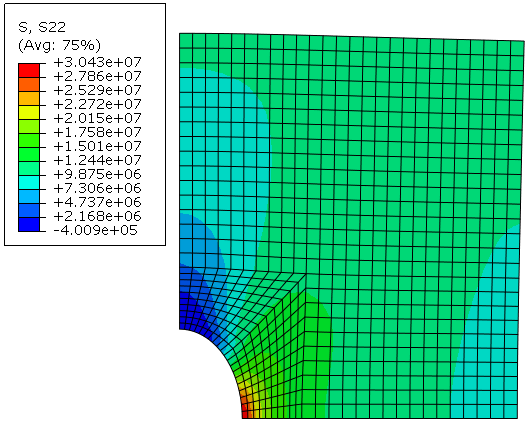 S, S22
(Avg: 75%)
+3.043e+07
+2.786e+07
+2.529e+07
+2.272e+07
+2.015e+07
+1.758e+07
+1.501e+07
+1.244e+07
+9.875e+06
+7.306e+06
+4.737e+06
+2.168e+06
-4.009e+05